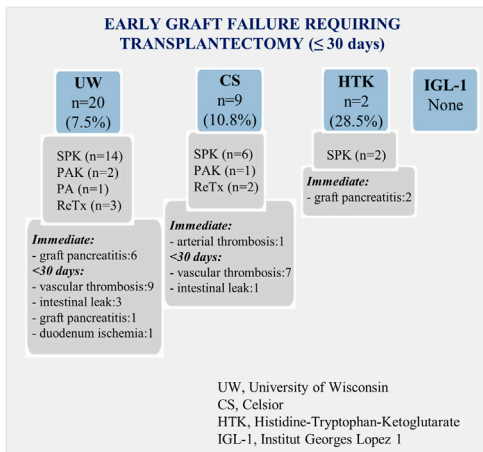 EARLY GRAFT FAILURE REQUIRING
TRANSPLANTECTOMY (≤ 30 days)
UW
n=20
(7.5%)
SPK (n=14)
PAK (n=2)
PA (n=1)
ReTx (n=3)
Immediate:
- graft pancreatitis:6
<30 days:
- vascular thrombosis:9
- intestinal leak:3
- graft pancreatitis:1
- duodenum ischemia:1
CS
n=9
(10.8%)
SPK (n=6)
PAK (n=1)
ReTx (n=2)
Immediate:
- arterial thrombosis:1
<30 days:
- vascular thrombosis:7
- intestinal leak:1
HTK
n=2
(28.5%)
SPK (n=2)
Immediate:
- graft pancreatitis:2
IGL-1
None
UW, University of Wisconsin
CS, Celsior
HTK, Histidine-Tryptophan-Ketoglutarate
IGL-1, Institut Georges Lopez 1